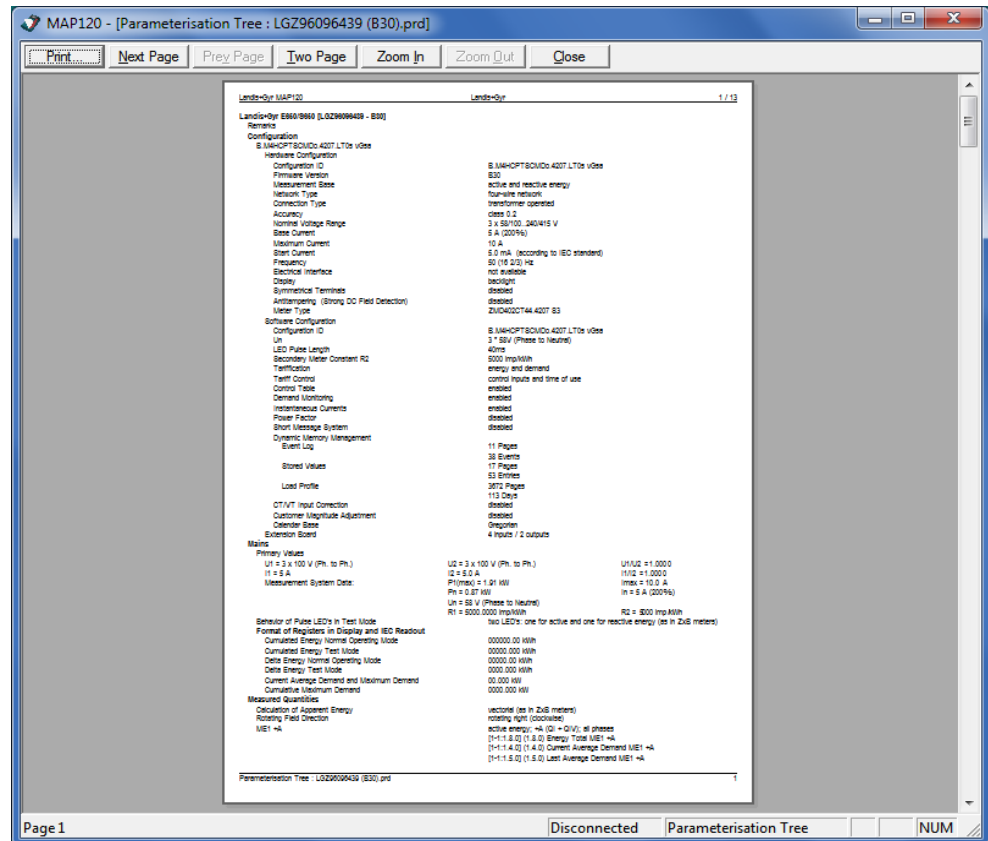 MAP120 - [Parameterisation Tree : LGZ96096439 (B30).prd]
Print... Next Page Prev Page Two Page Zoom In Zoom Out Close
Landis+Gyr MAP120 Landis+Gyr 1 / 13
Landis+Gyr E650/S650 [LGZ96096439 - B30]
Remarks
Configuration
B.M4HCPT8CMDo.4207.LT0s vGsa
Hardware Configuration
Configuration ID B.M4HCPT8CMDo.4207.LT0s vGsa
Firmware Version B30
Measurement Base active and reactive energy
Network Type four-wire network
Connection Type transformer operated
Accuracy class 0.2
Nominal Voltage Range 3 x 58/100..240/415 V
Base Current 5 A (200%)
Maximum Current 10 A
Start Current 5.0 mA (according to IEC standard)
Frequency 50 (16 2/3) Hz
Electrical Interface not available
Display backlight
Symmetrical Terminals disabled
Antitampering (Strong DC Field Detection) disabled
Meter Type ZMD402CT44.4207 S3
Software Configuration
Configuration ID B.M4HCPT8CMDo.4207.LT0s vGsa
Un 3 * 58V (Phase to Neutral)
LED Pulse Length 40ms
Secondary Meter Constant R2 5000 Imp/kWh
Tariffication energy and demand
Tariff Control control inputs and time of use
Control Table enabled
Demand Monitoring enabled
Instantaneous Currents enabled
Power Factor disabled
Short Message System disabled
Dynamic Memory Management
Event Log 11 Pages
38 Events
Stored Values 17 Pages
53 Entries
Load Profile 3672 Pages
113 Days
CT/VT Input Correction disabled
Customer Magnitude Adjustment disabled
Calendar Base Gregorian
Extension Board 4 inputs / 2 outputs
Mains
Primary Values
U1 = 3 x 100 V (Ph. to Ph.) U2 = 3 x 100 V (Ph. to Ph.) U1/U2 =1.0000
I1 = 5 A I2 = 5.0 A I1/I2 =1.0000
Measurement System Data: P1(max) = 1.91 kW Imax = 10.0 A
Pn = 0.87 kW In = 5 A (200%)
Un = 58 V (Phase to Neutral)
R1 = 5000.0000 Imp/kWh R2 = 5000 Imp.kWh
Behavior of Pulse LED's in Test Mode two LED's: one for active and one for reactive energy (as in ZxB meters)
Format of Registers in Display and IEC Readout
Cumulated Energy Normal Operating Mode 000000.00 kWh
Cumulated Energy Test Mode 00000.000 kWh
Delta Energy Normal Operating Mode 00000.00 kWh
Delta Energy Test Mode 0000.000 kWh
Current Average Demand and Maximum Demand 00.000 kW
Cumulative Maximum Demand 0000.000 kW
Measured Quantities
Calculation of Apparent Energy vectorial (as in ZxB meters)
Rotating Field Direction rotating right (clockwise)
ME1 +A active energy; +A (QI + QIV); all phases
[1-1:1.8.0] (1.8.0) Energy Total ME1 +A
[1-1:1.4.0] (1.4.0) Current Average Demand ME1 +A
[1-1:1.5.0] (1.5.0) Last Average Demand ME1 +A
Parameterisation Tree : LGZ96096439 (B30).prd 1
Page 1 Disconnected Parameterisation Tree NUM